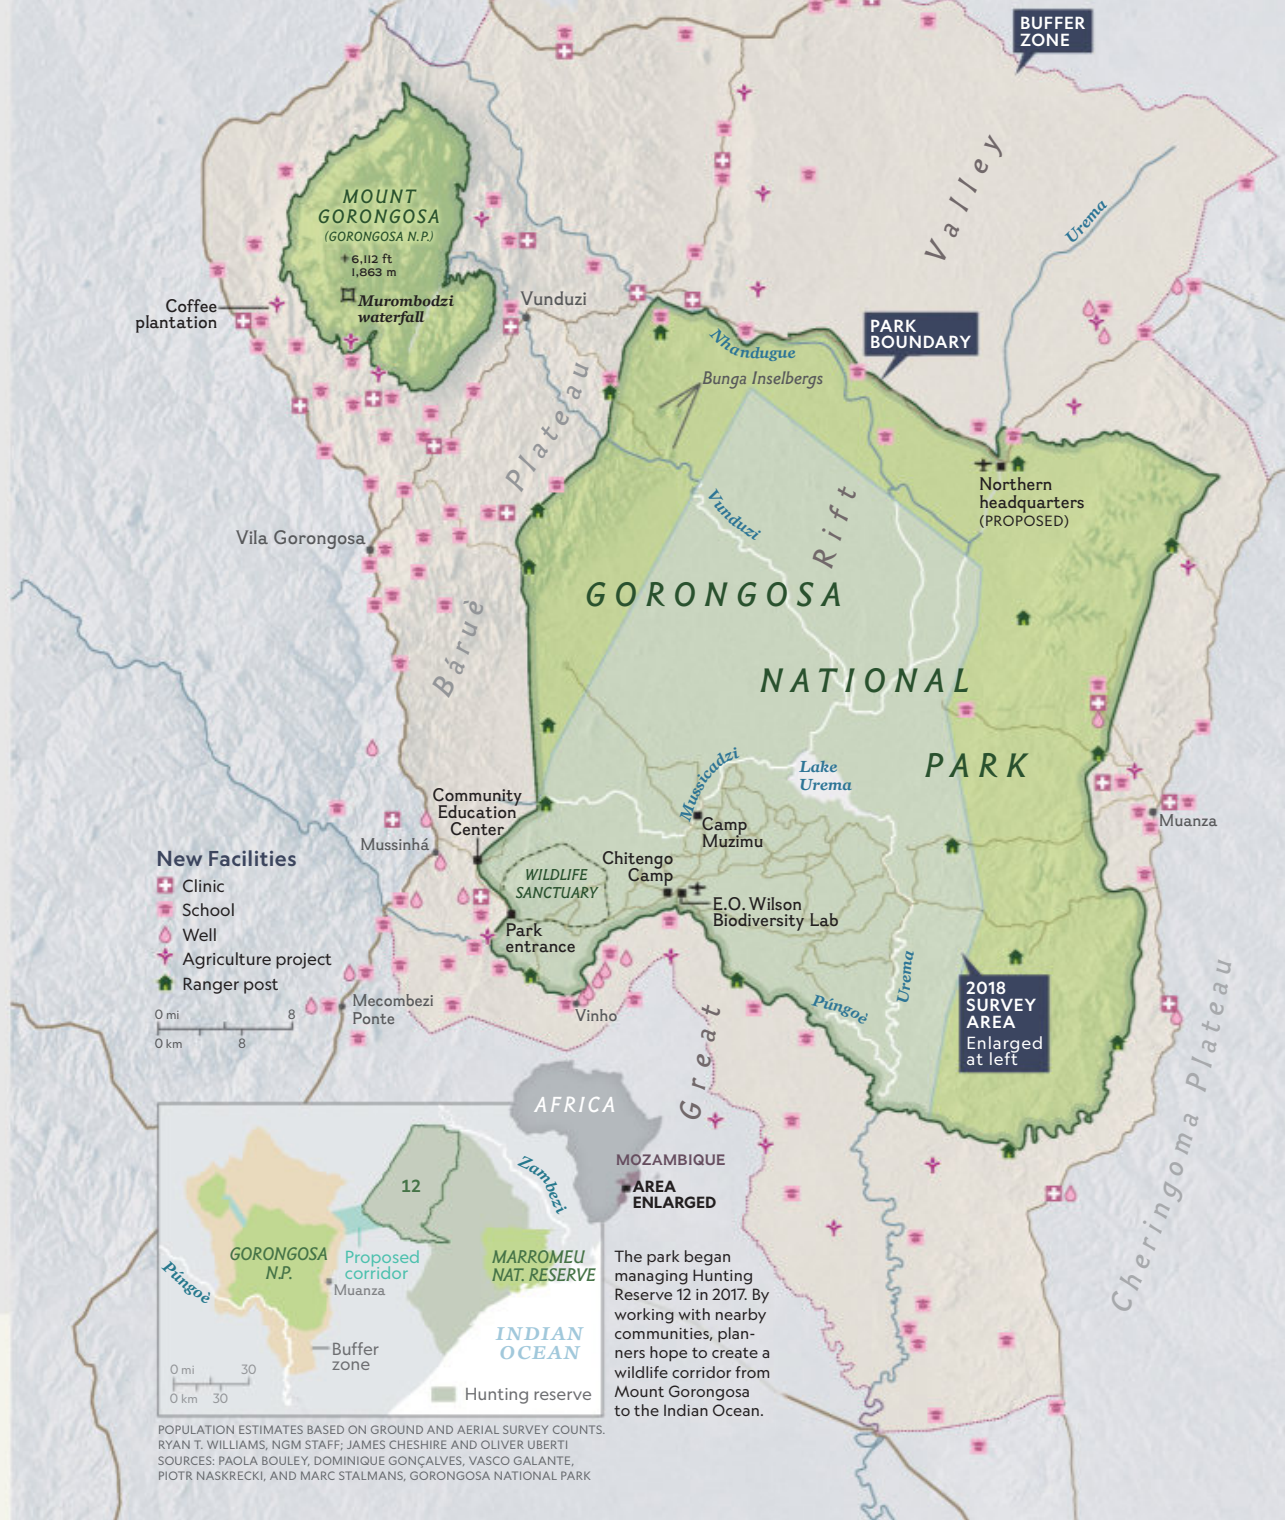 BUFFER
ZONE
Valley
Urema
MOUNT
GORONGOSA
(GORONGOSA N.P.)
6,112 ft
1,863 m
Murombodzi
waterfall
Coffee
plantation
Vunduzi
PARK
BOUNDARY
Nhandugue
Bunga Inselbergs
Plateau
Northern
headquarters
(PROPOSED)
Vunduzi
Rift
Vila Gorongosa
GORONGOSA
Báruè
NATIONAL
PARK
Mussicadzi
Lake
Urema
Community
Education
Center
Camp
Muzimu
Muanza
Mussinhá
New Facilities
Clinic
School
Well
Agriculture project
Ranger post
0 mi 8
0 km 8
WILDLIFE
SANCTUARY
Chitengo
Camp
E.O. Wilson
Biodiversity Lab
Park
entrance
Urema
Púngoè
2018
SURVEY
AREA
Enlarged
at left
Mecombezi
Ponte
Vinho
Great
Cheringoma Plateau
AFRICA
MOZAMBIQUE
AREA
ENLARGED
12
Zambezi
GORONGOSA
N.P.
Proposed
corridor
MARROMEU
NAT. RESERVE
Púngoè
Muanza
INDIAN
OCEAN
Buffer
zone
0 mi 30
0 km 30
Hunting reserve
The park began
managing Hunting
Reserve 12 in 2017. By
working with nearby
communities, plan-
ners hope to create a
wildlife corridor from
Mount Gorongosa
to the Indian Ocean.
POPULATION ESTIMATES BASED ON GROUND AND AERIAL SURVEY COUNTS.
RYAN T. WILLIAMS, NGM STAFF; JAMES CHESHIRE AND OLIVER UBERTI
SOURCES: PAOLA BOULEY, DOMINIQUE GONÇALVES, VASCO GALANTE,
PIOTR NASKRECKI, AND MARC STALMANS, GORONGOSA NATIONAL PARK